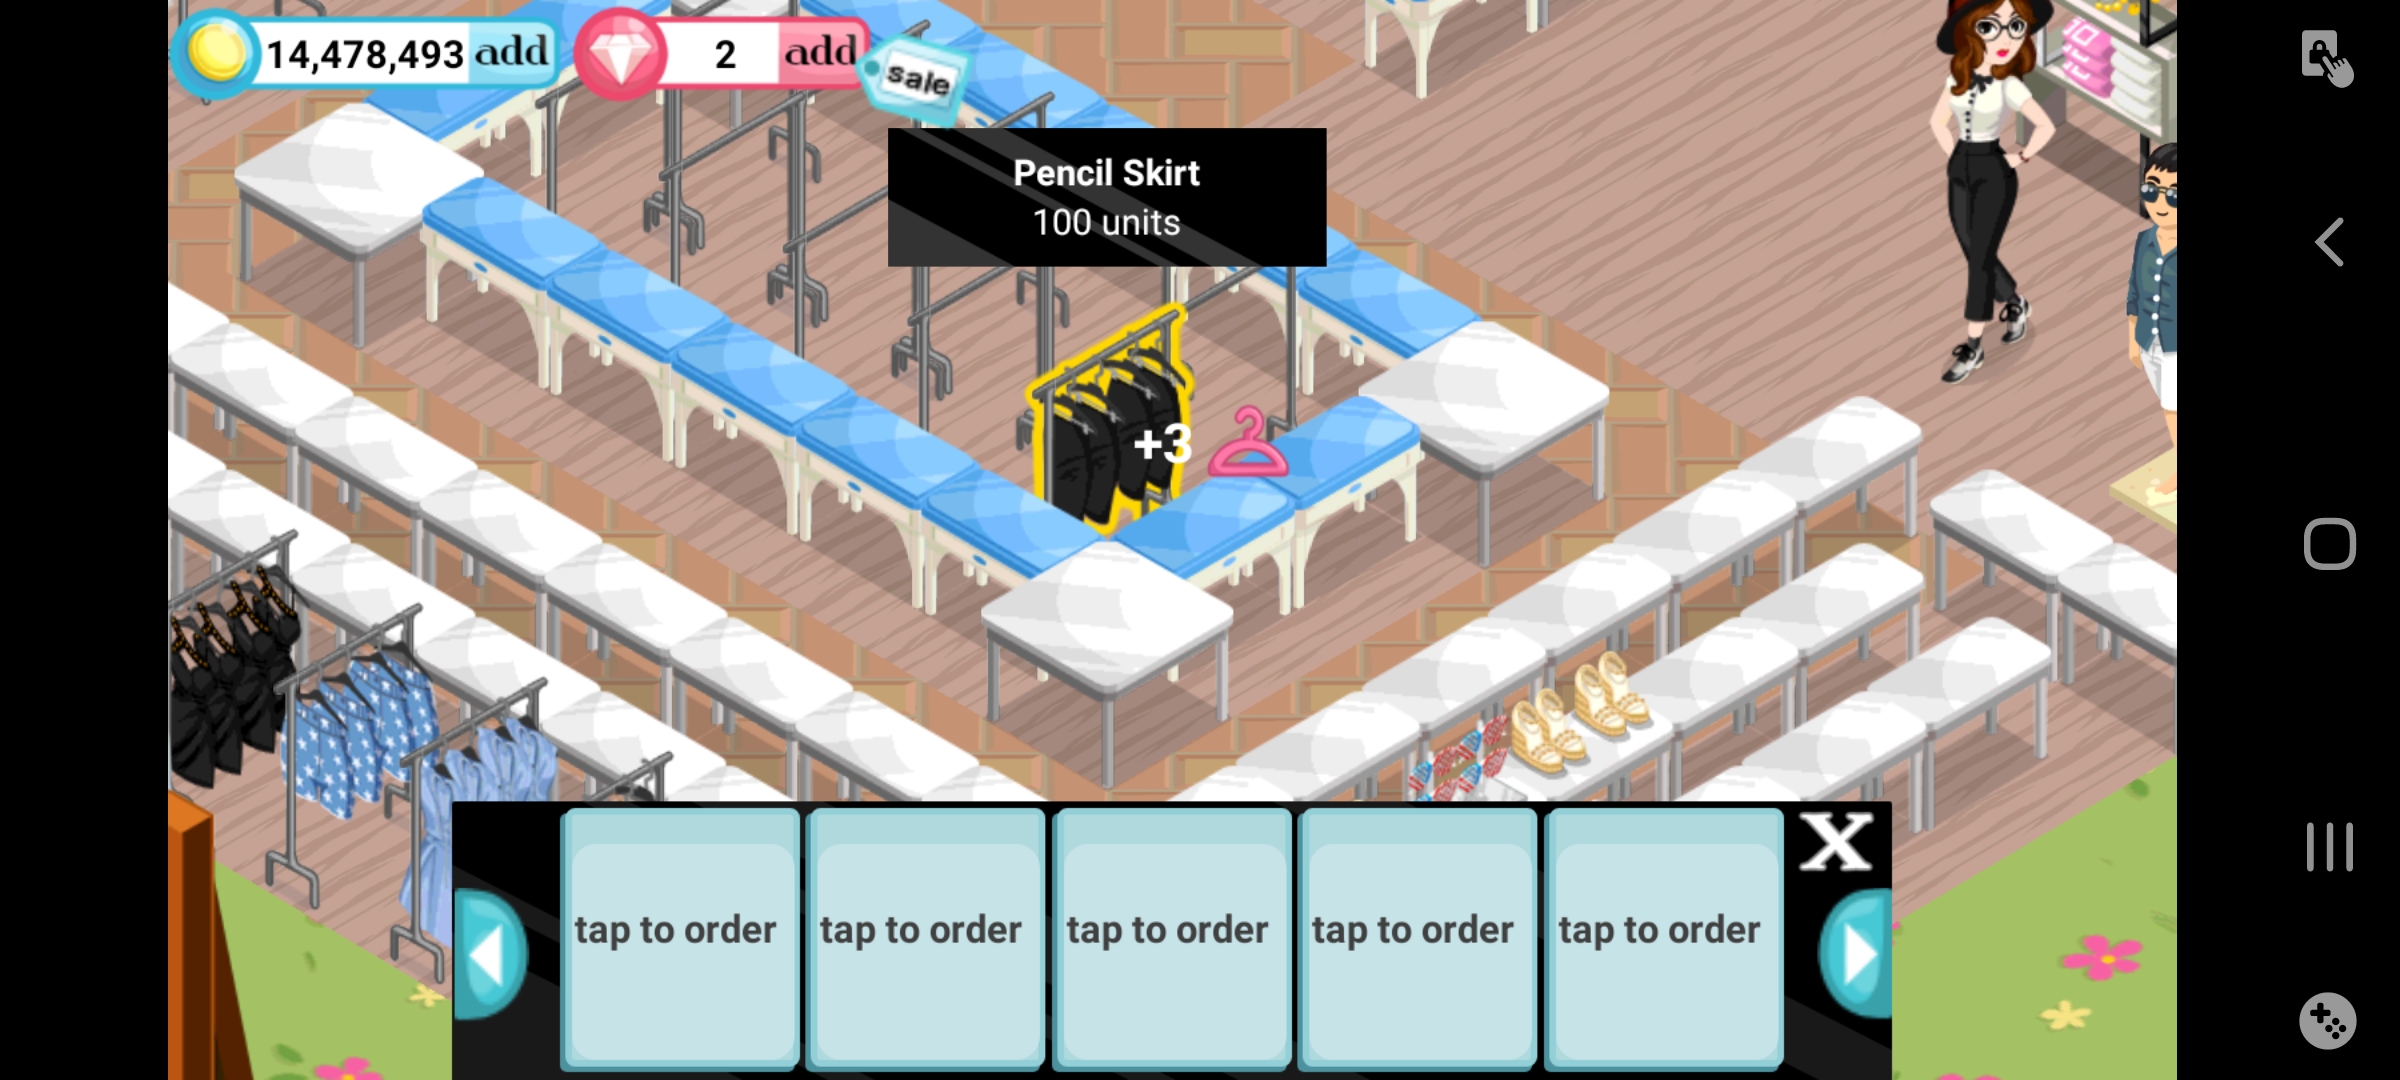 14,478,493 add
2 add
sale
Pencil Skirt
100 units
+3
10
tap to order
tap to order
tap to order
tap to order
tap to order
X